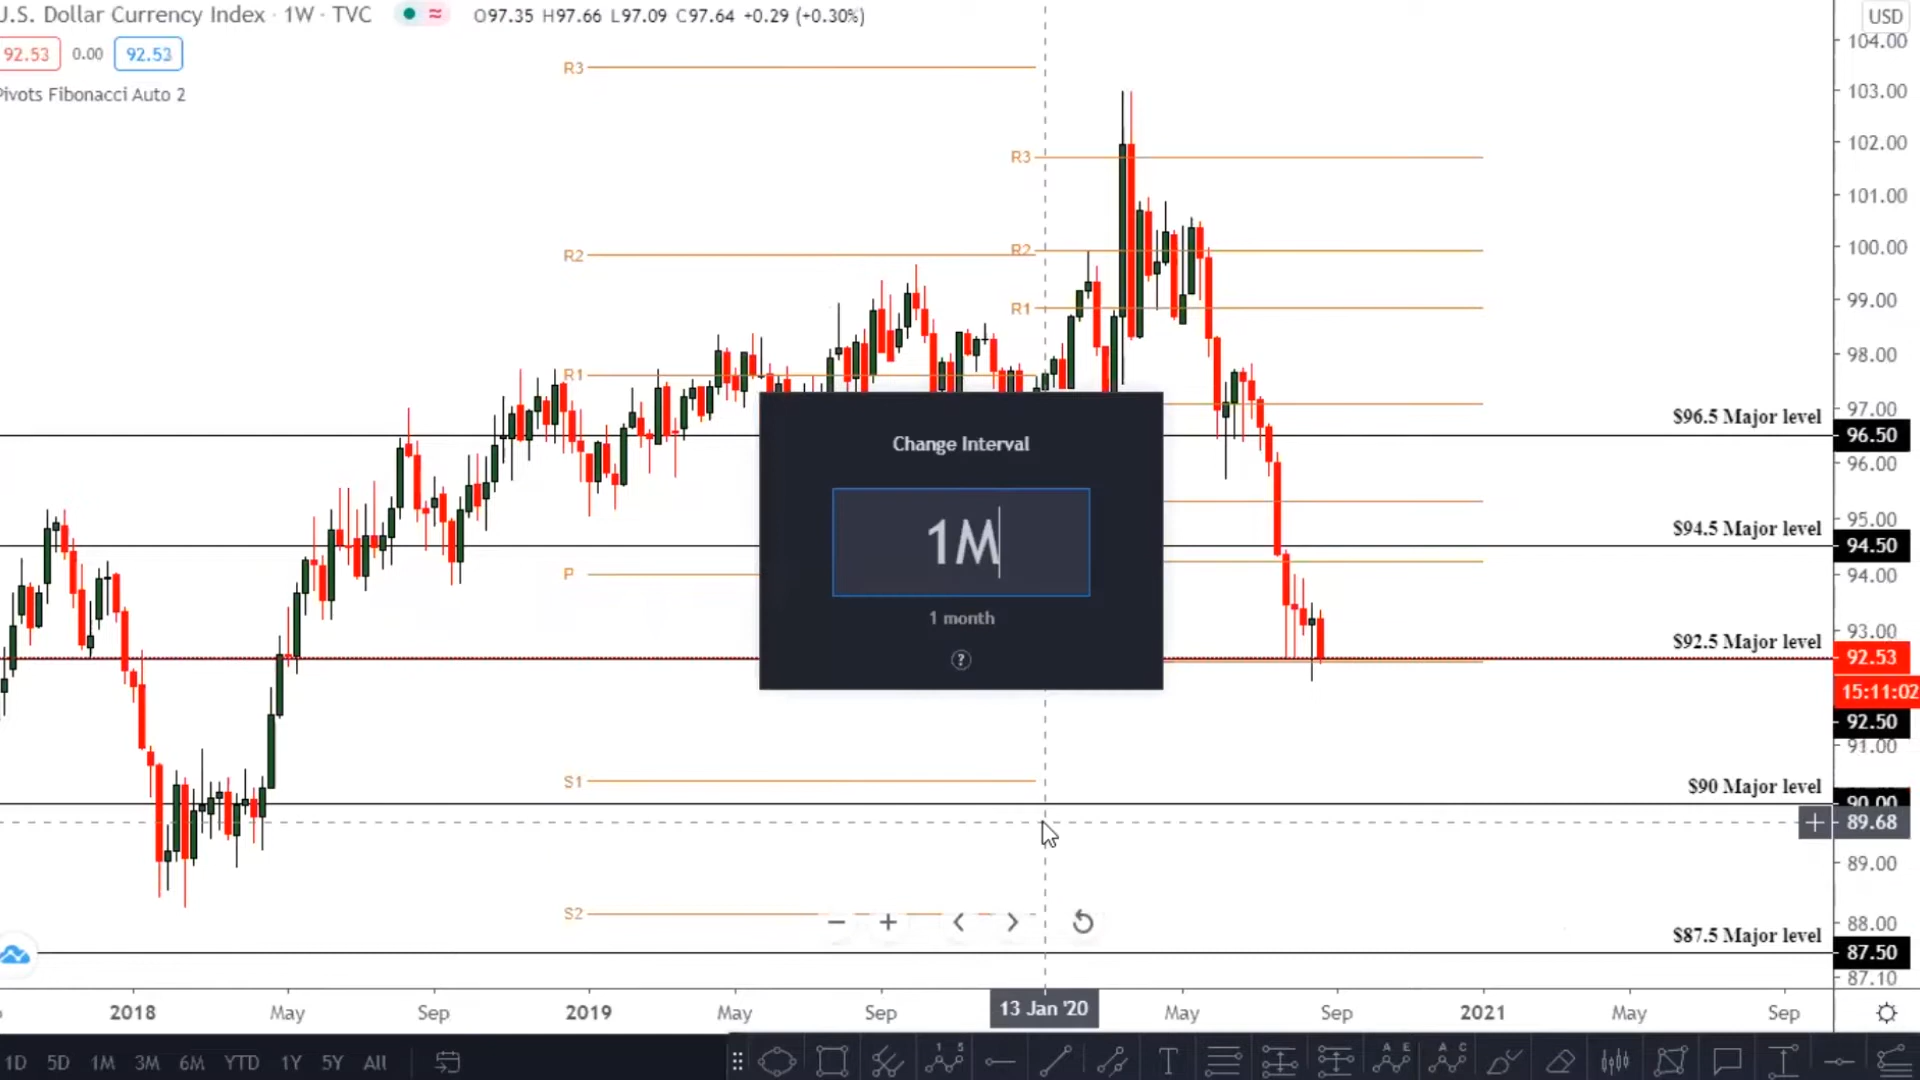 U.S. Dollar Currency Index · 1W · TVC O97.35 H97.66 L97.09 C97.64 +0.29 (+0.30%)
USD
92.53 0.00 92.53
Pivots Fibonacci Auto 2
R3
R2
R1
P
S1
S2
R3
R2
R1
104.00
103.00
102.00
101.00
100.00
99.00
98.00
97.00
$96.5 Major level
96.50
96.00
95.00
$94.5 Major level
94.50
94.00
93.00
$92.5 Major level
92.53
15:11:02
92.50
91.00
$90 Major level
90.00
89.68
89.00
88.00
$87.5 Major level
87.50
87.10
Change Interval
1M
1 month
?
2018 May Sep 2019 May Sep 13 Jan '20 May Sep 2021 May Sep
1D 5D 1M 3M 6M YTD 1Y 5Y All
1 5
T
A E
A C